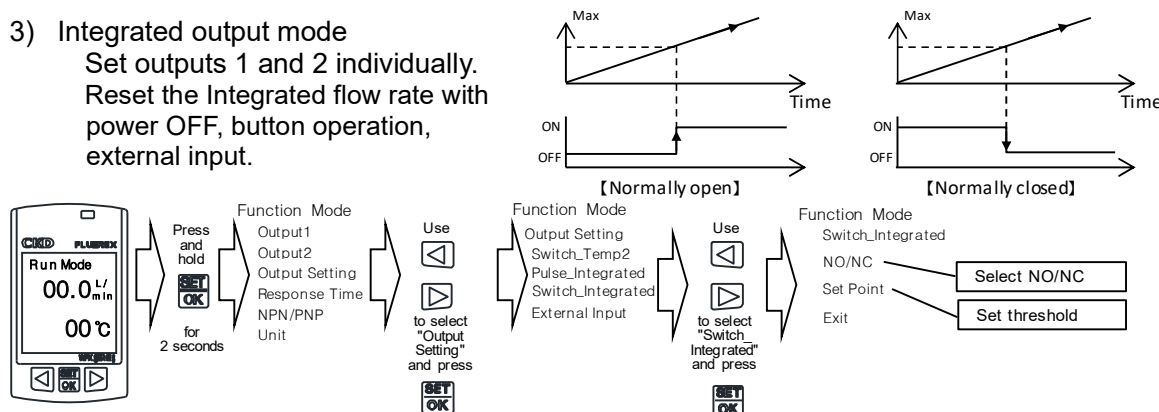 3) Integrated output mode
Set outputs 1 and 2 individually.
Reset the Integrated flow rate with
power OFF, button operation,
external input.
Max
Time
ON
OFF
【Normally open】
Max
Time
ON
OFF
【Normally closed】
CKD FLUEREX
Run Mode
00.0 L/min
00 ℃
SET
OK
Press
and
hold
SET
OK
for
2 seconds
Function Mode
Output1
Output2
Output Setting
Response Time
NPN/PNP
Unit
Use
to select
"Output
Setting"
and press
SET
OK
Function Mode
Output Setting
Switch_Temp2
Pulse_Integrated
Switch_Integrated
External Input
Use
to select
"Switch_
Integrated"
and press
SET
OK
Function Mode
Switch_Integrated
NO/NC
Set Point
Exit
Select NO/NC
Set threshold